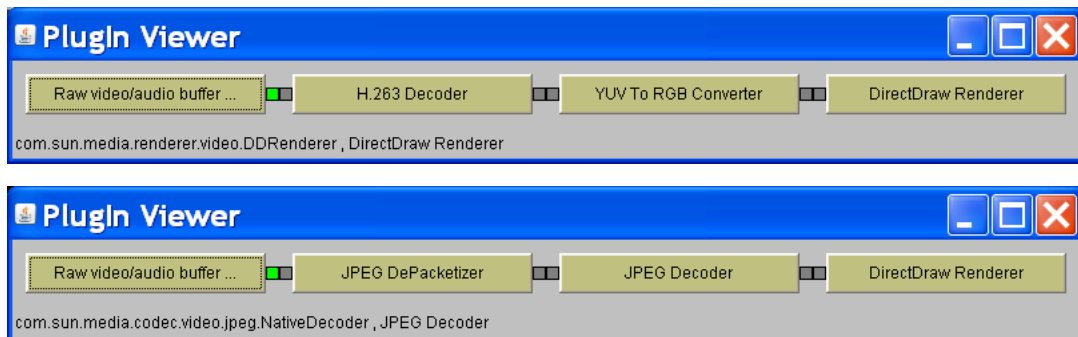 PlugIn Viewer
Raw video/audio buffer ... H.263 Decoder YUV To RGB Converter DirectDraw Renderer
com.sun.media.renderer.video.DDRenderer , DirectDraw Renderer
PlugIn Viewer
Raw video/audio buffer ... JPEG DePacketizer JPEG Decoder DirectDraw Renderer
com.sun.media.codec.video.jpeg.NativeDecoder , JPEG Decoder